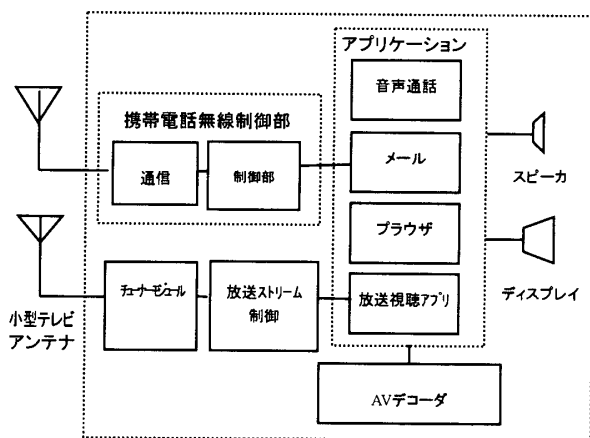 アプリケーション
音声通話
携帯電話無線制御部
通信
制御部
メール
スピーカ
ブラウザ
小型テレビ
アンテナ
チューナーモジュール
放送ストリーム
制御
放送視聴アプリ
ディスプレイ
AVデコーダ